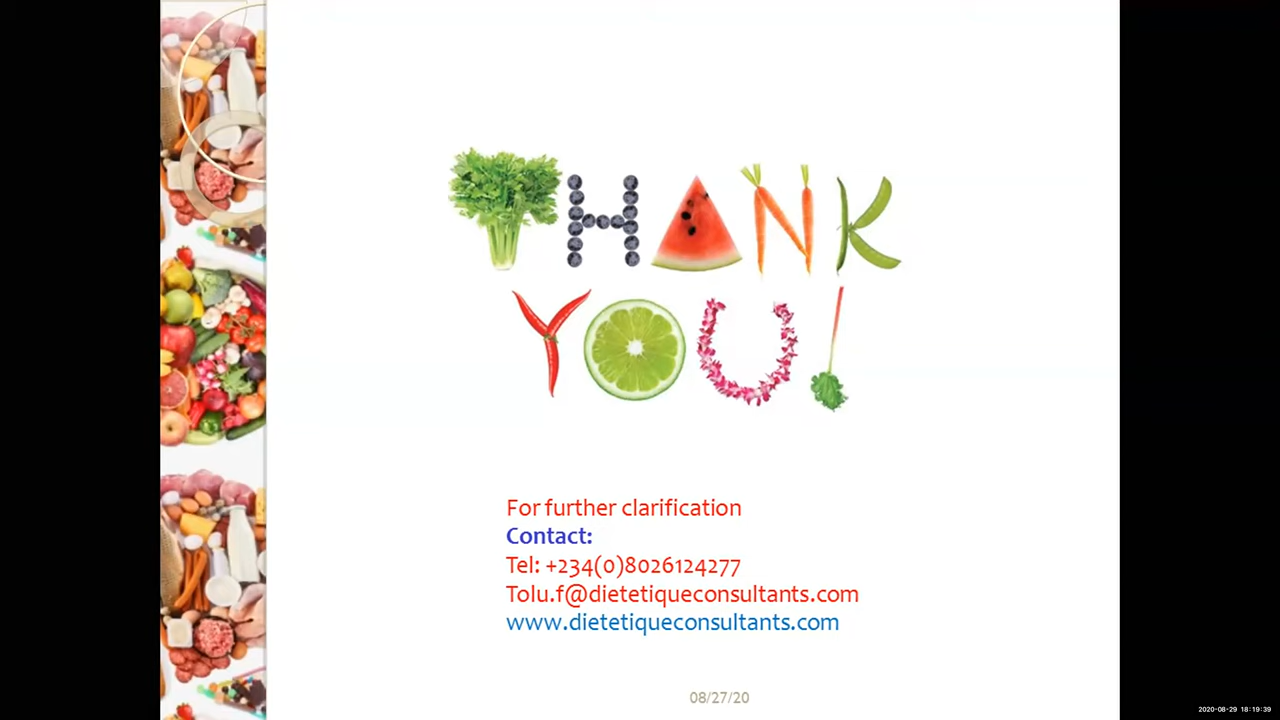 THANK
YOU!
For further clarification
Contact:
Tel: +234(0)8026124277
Tolu.f@dietetiqueconsultants.com
www.dietetiqueconsultants.com
08/27/20
2020-08-29 18:19:39